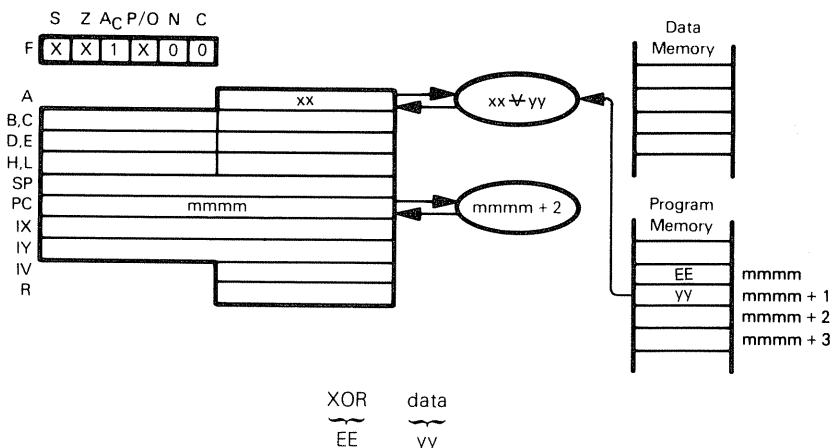 S Z AC P/O N C
F X X 1 X 0 0
Data
Memory
A xx
xx ⊻ yy
B,C
D,E
H,L
SP
PC mmmm
mmmm + 2
IX
IY
IV
R
Program
Memory
EE mmmm
yy mmmm + 1
mmmm + 2
mmmm + 3
XOR data
EE yy